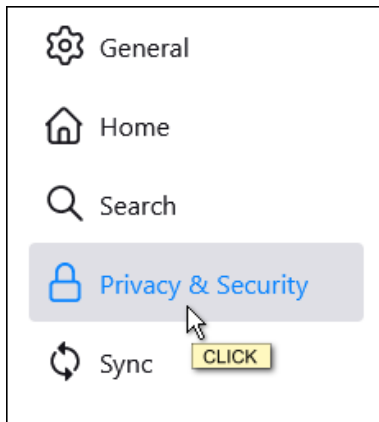 General
Home
Search
Privacy & Security
Sync
CLICK